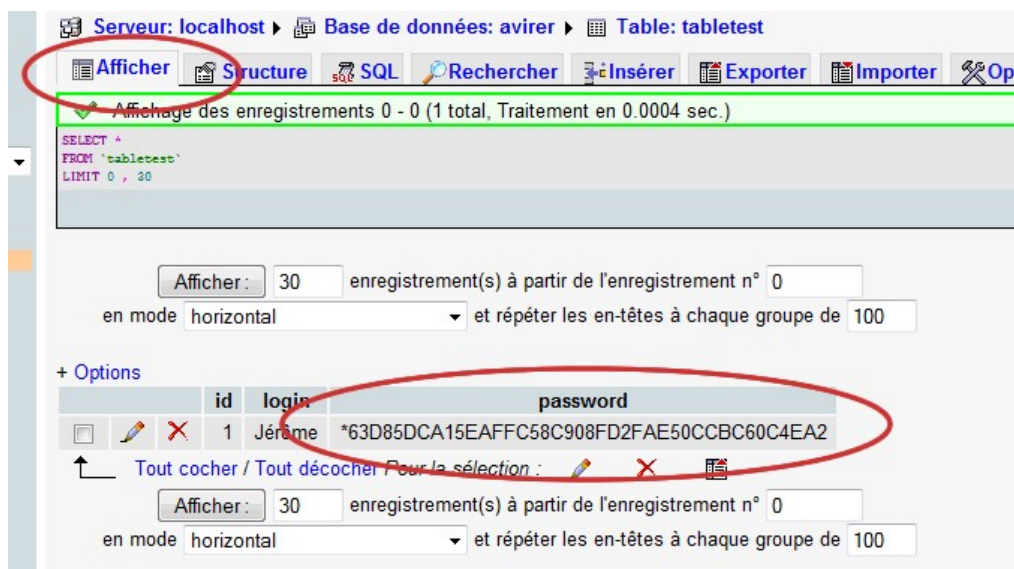 Serveur: localhost ▸ Base de données: avirer ▸ Table: tabletest
Afficher Structure SQL Rechercher Insérer Exporter Importer Op
Affichage des enregistrements 0 - 0 (1 total, Traitement en 0.0004 sec.)
SELECT *
FROM `tabletest`
LIMIT 0 , 30
Afficher : 30 enregistrement(s) à partir de l'enregistrement n° 0
en mode horizontal et répéter les en-têtes à chaque groupe de 100
+ Options
id login password
1 Jérôme *63D85DCA15EAFFC58C908FD2FAE50CCBC60C4EA2
Tout cocher / Tout décocher Pour la sélection :
Afficher : 30 enregistrement(s) à partir de l'enregistrement n° 0
en mode horizontal et répéter les en-têtes à chaque groupe de 100